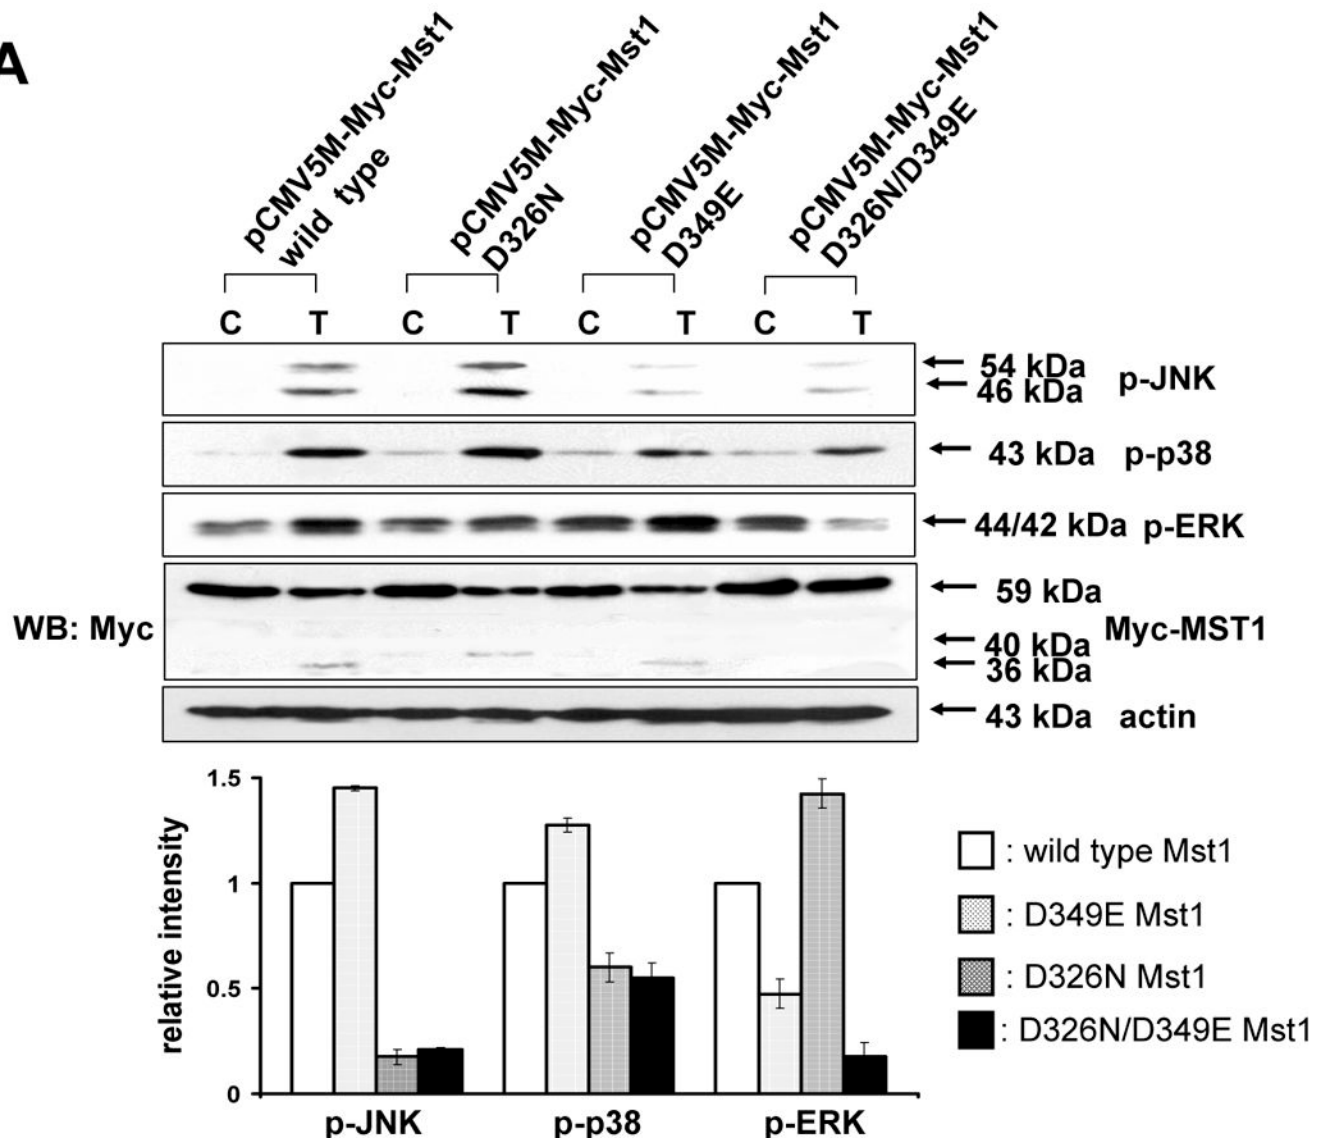 A
pCMV5M-Myc-Mst1
wild type
pCMV5M-Myc-Mst1
D326N
pCMV5M-Myc-Mst1
D349E
pCMV5M-Myc-Mst1
D326N/D349E
C T C T C T C T
54 kDa
46 kDa
p-JNK
43 kDa p-p38
44/42 kDa p-ERK
59 kDa
WB: Myc
40 kDa
36 kDa
Myc-MST1
43 kDa actin
relative intensity
1.5
1
0.5
0
p-JNK p-p38 p-ERK
: wild type Mst1
: D349E Mst1
: D326N Mst1
: D326N/D349E Mst1